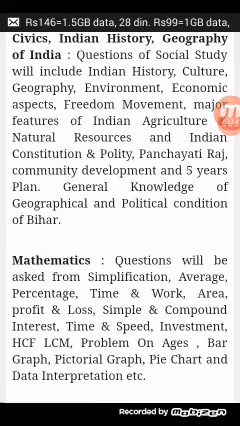 Rs146=1.5GB data, 28 din. Rs99=1GB data,
Civics, Indian History, Geography
of India : Questions of Social Study
will include Indian History, Culture,
Geography, Environment, Economic
aspects, Freedom Movement, major
features of Indian Agriculture
Natural Resources and Indian
Constitution & Polity, Panchayati Raj,
community development and 5 years
Plan. General Knowledge of
Geographical and Political condition
of Bihar.
Mathematics : Questions will be
asked from Simplification, Average,
Percentage, Time & Work, Area,
profit & Loss, Simple & Compound
Interest, Time & Speed, Investment,
HCF LCM, Problem On Ages , Bar
Graph, Pictorial Graph, Pie Chart and
Data Interpretation etc.
Recorded by Mobizen